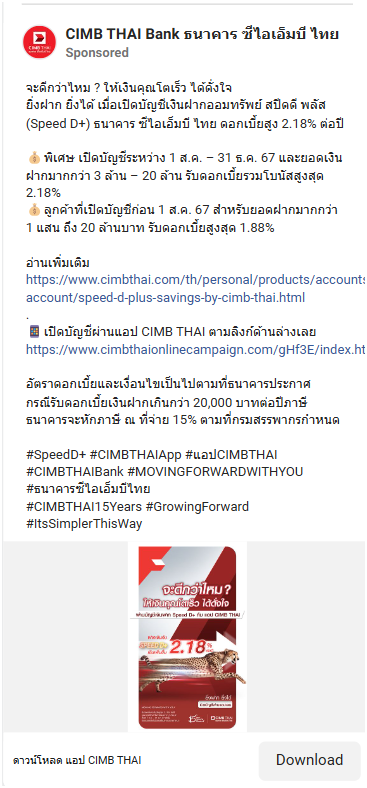 CIMB THAI Bank ธนาคาร ซีไอเอ็มบี ไทย
Sponsored
จะดีกว่าไหม ? ให้เงินคุณโตเร็ว ได้ดั่งใจ
ยิ่งฝาก ยิ่งได้ เมื่อเปิดบัญชีเงินฝากออมทรัพย์ สปีดดี พลัส
(Speed D+) ธนาคาร ซีไอเอ็มบี ไทย ดอกเบี้ยสูง 2.18% ต่อปี
💰 พิเศษ เปิดบัญชีระหว่าง 1 ส.ค. – 31 ธ.ค. 67 และยอดเงิน
ฝากมากกว่า 3 ล้าน – 20 ล้าน รับดอกเบี้ยรวมโบนัสสูงสุด
2.18%
💰 ลูกค้าที่เปิดบัญชีก่อน 1 ส.ค. 67 สำหรับยอดฝากมากกว่า
1 แสน ถึง 20 ล้านบาท รับดอกเบี้ยสูงสุด 1.88%
อ่านเพิ่มเติม
https://www.cimbthai.com/th/personal/products/accounts
account/speed-d-plus-savings-by-cimb-thai.html
.
📱 เปิดบัญชีผ่านแอป CIMB THAI ตามลิงก์ด้านล่างเลย
https://www.cimbthaionlinecampaign.com/gHf3E/index.ht
อัตราดอกเบี้ยและเงื่อนไขเป็นไปตามที่ธนาคารประกาศ
กรณีรับดอกเบี้ยเงินฝากเกินกว่า 20,000 บาทต่อปีภาษี
ธนาคารจะหักภาษี ณ ที่จ่าย 15% ตามที่กรมสรรพากรกำหนด
#SpeedD+ #CIMBTHAIApp #แอปCIMBTHAI
#CIMBTHAIBank #MOVINGFORWARDWITHYOU
#ธนาคารซีไอเอ็มบีไทย
#CIMBTHAI15Years #GrowingForward
#ItsSimplerThisWay
จะดีกว่าไหม?
ให้เงินคุณโตเร็ว ได้ดั่งใจ
2.18%
CIMB THAI
ดาวน์โหลด แอป CIMB THAI
Download